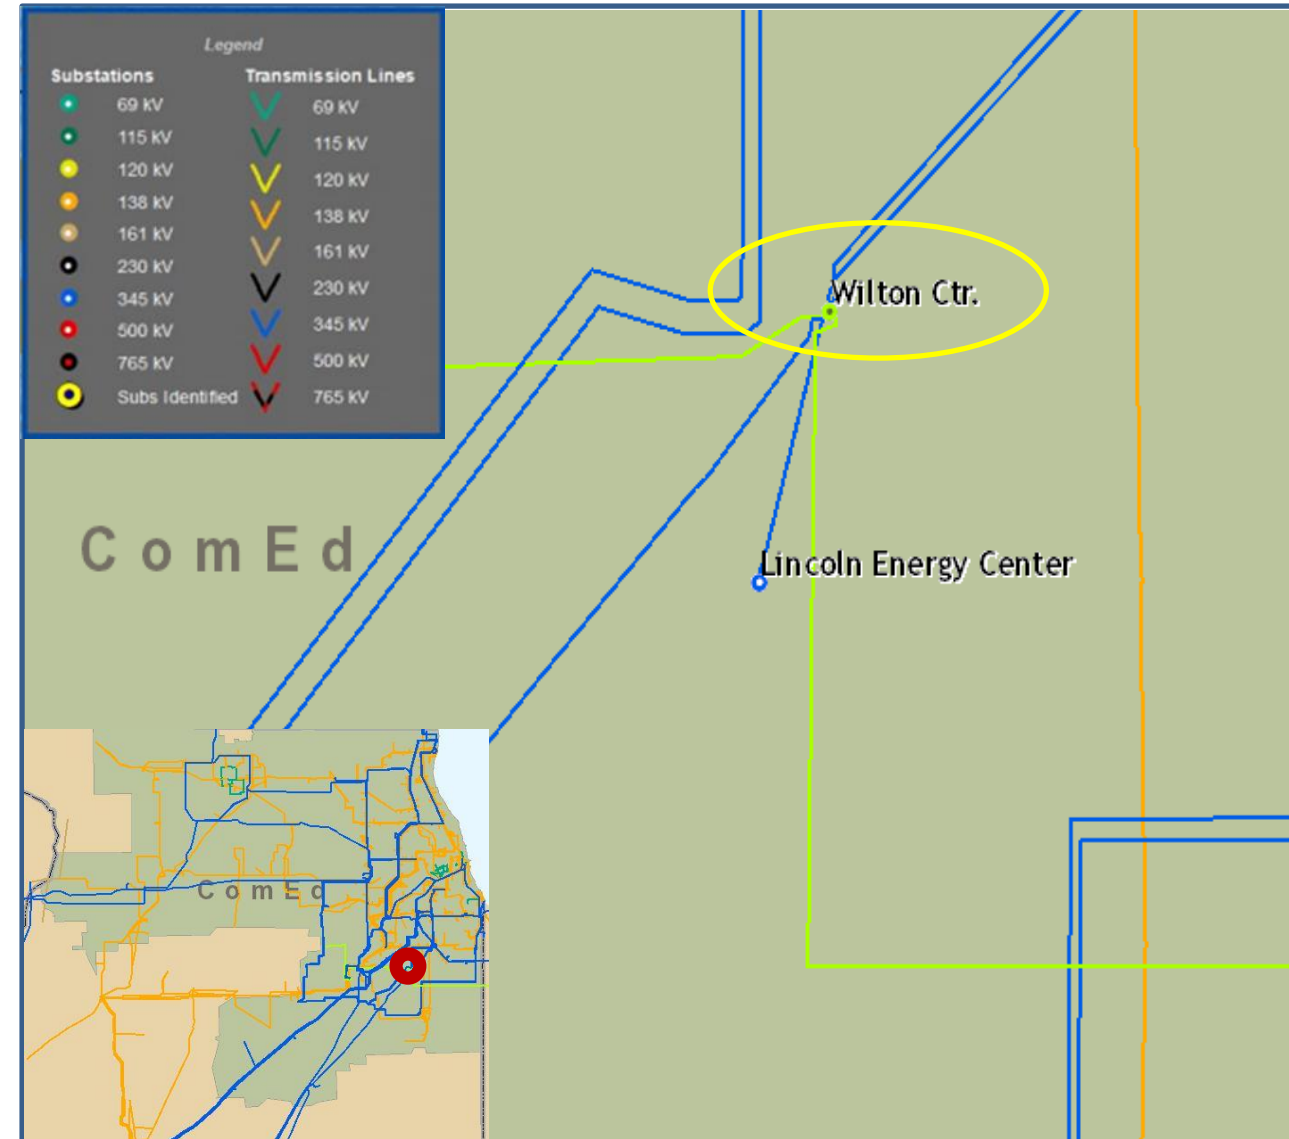 Legend
Substations Transmission Lines
69 kV 69 kV
115 kV 115 kV
120 kV 120 kV
138 kV 138 kV
161 kV 161 kV
230 kV 230 kV
345 kV 345 kV
500 kV 500 kV
765 kV 765 kV
Subs Identified
Wilton Ctr.
ComEd
Lincoln Energy Center
ComEd